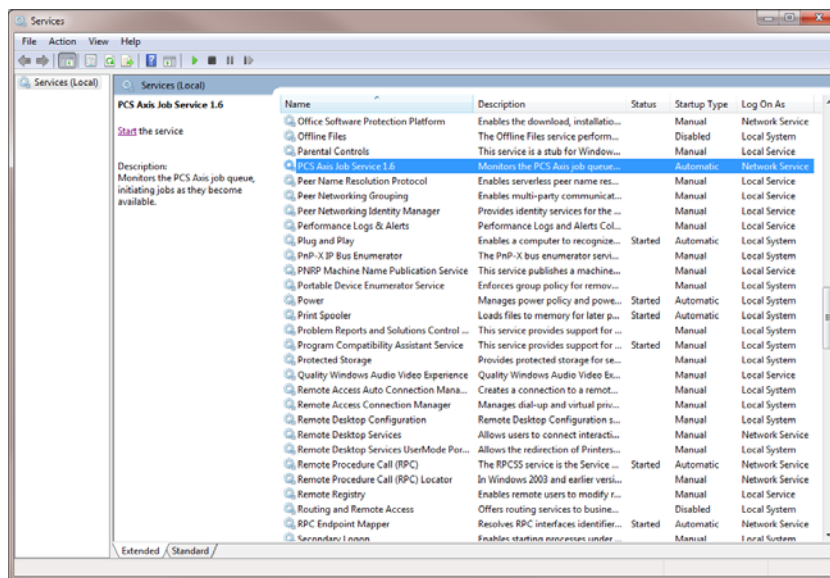 Services
File Action View Help
Services (Local)
Services (Local)
PCS Axis Job Service 1.6
Start the service
Description:
Monitors the PCS Axis job queue,
initiating jobs as they become
available.
Name Description Status Startup Type Log On As
Office Software Protection Platform Enables the download, installatio... Manual Network Service
Offline Files The Offline Files service perform... Disabled Local System
Parental Controls This service is a stub for Window... Manual Local Service
PCS Axis Job Service 1.6 Monitors the PCS Axis job queue... Automatic Network Service
Peer Name Resolution Protocol Enables serverless peer name res... Manual Local Service
Peer Networking Grouping Enables multi-party communicat... Manual Local Service
Peer Networking Identity Manager Provides identity services for the ... Manual Local Service
Performance Logs & Alerts Performance Logs and Alerts Col... Manual Local Service
Plug and Play Enables a computer to recognize... Started Automatic Local System
PnP-X IP Bus Enumerator The PnP-X bus enumerator servi... Manual Local System
PNRP Machine Name Publication Service This service publishes a machine... Manual Local Service
Portable Device Enumerator Service Enforces group policy for remov... Manual Local System
Power Manages power policy and powe... Started Automatic Local System
Print Spooler Loads files to memory for later p... Started Automatic Local System
Problem Reports and Solutions Control ... This service provides support for ... Manual Local System
Program Compatibility Assistant Service This service provides support for ... Started Manual Local System
Protected Storage Provides protected storage for se... Manual Local System
Quality Windows Audio Video Experience Quality Windows Audio Video Ex... Manual Local Service
Remote Access Auto Connection Mana... Creates a connection to a remot... Manual Local System
Remote Access Connection Manager Manages dial-up and virtual priv... Manual Local System
Remote Desktop Configuration Remote Desktop Configuration s... Manual Local System
Remote Desktop Services Allows users to connect interacti... Manual Network Service
Remote Desktop Services UserMode Por... Allows the redirection of Printers... Manual Local System
Remote Procedure Call (RPC) The RPCSS service is the Service ... Started Automatic Network Service
Remote Procedure Call (RPC) Locator In Windows 2003 and earlier versi... Manual Network Service
Remote Registry Enables remote users to modify r... Manual Local Service
Routing and Remote Access Offers routing services to busine... Disabled Local System
RPC Endpoint Mapper Resolves RPC interfaces identifier... Started Automatic Network Service
Secondary Logon Enables starting processes under ... Manual Local System
Extended Standard